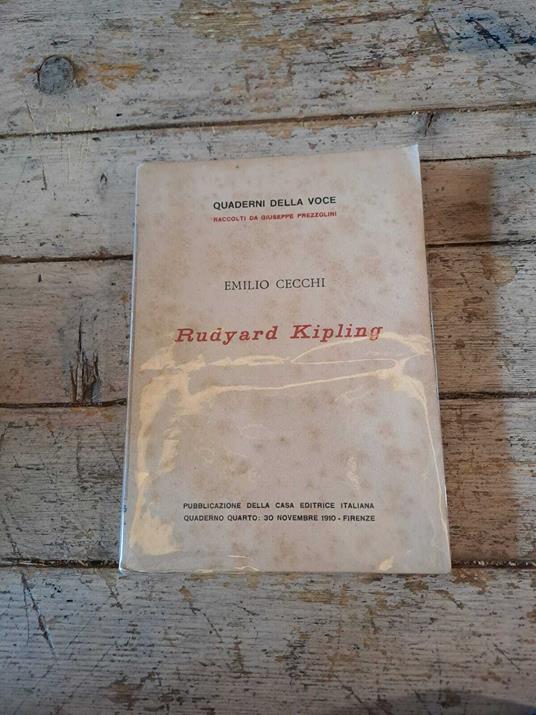 QUADERNI DELLA VOCE
RACCOLTI DA GIUSEPPE PREZZOLINI
EMILIO CECCHI
Rudyard Kipling
PUBBLICAZIONE DELLA CASA EDITRICE ITALIANA
QUADERNO QUARTO: 30 NOVEMBRE 1910 - FIRENZE